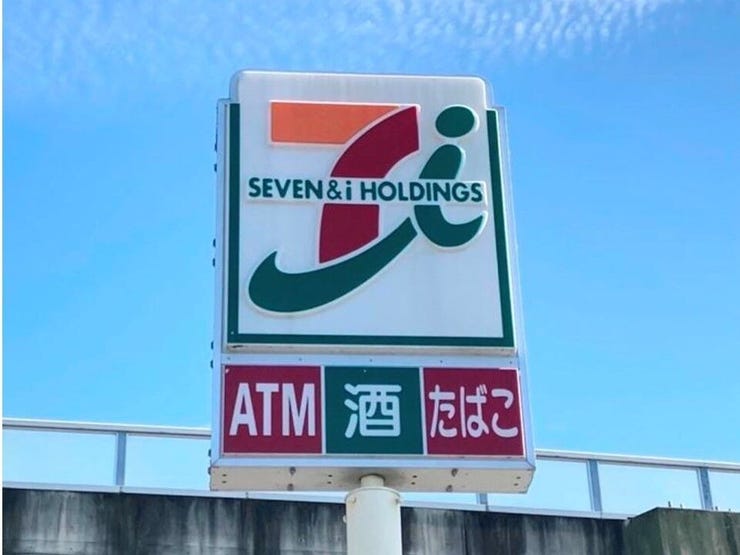 SEVEN&i HOLDINGS
ATM 酒 たばこ